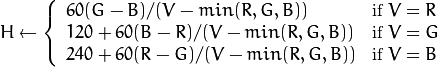 H ← { 60(G − B)/(V − min(R, G, B)) if V = R
120 + 60(B − R)/(V − min(R, G, B)) if V = G
240 + 60(R − G)/(V − min(R, G, B)) if V = B